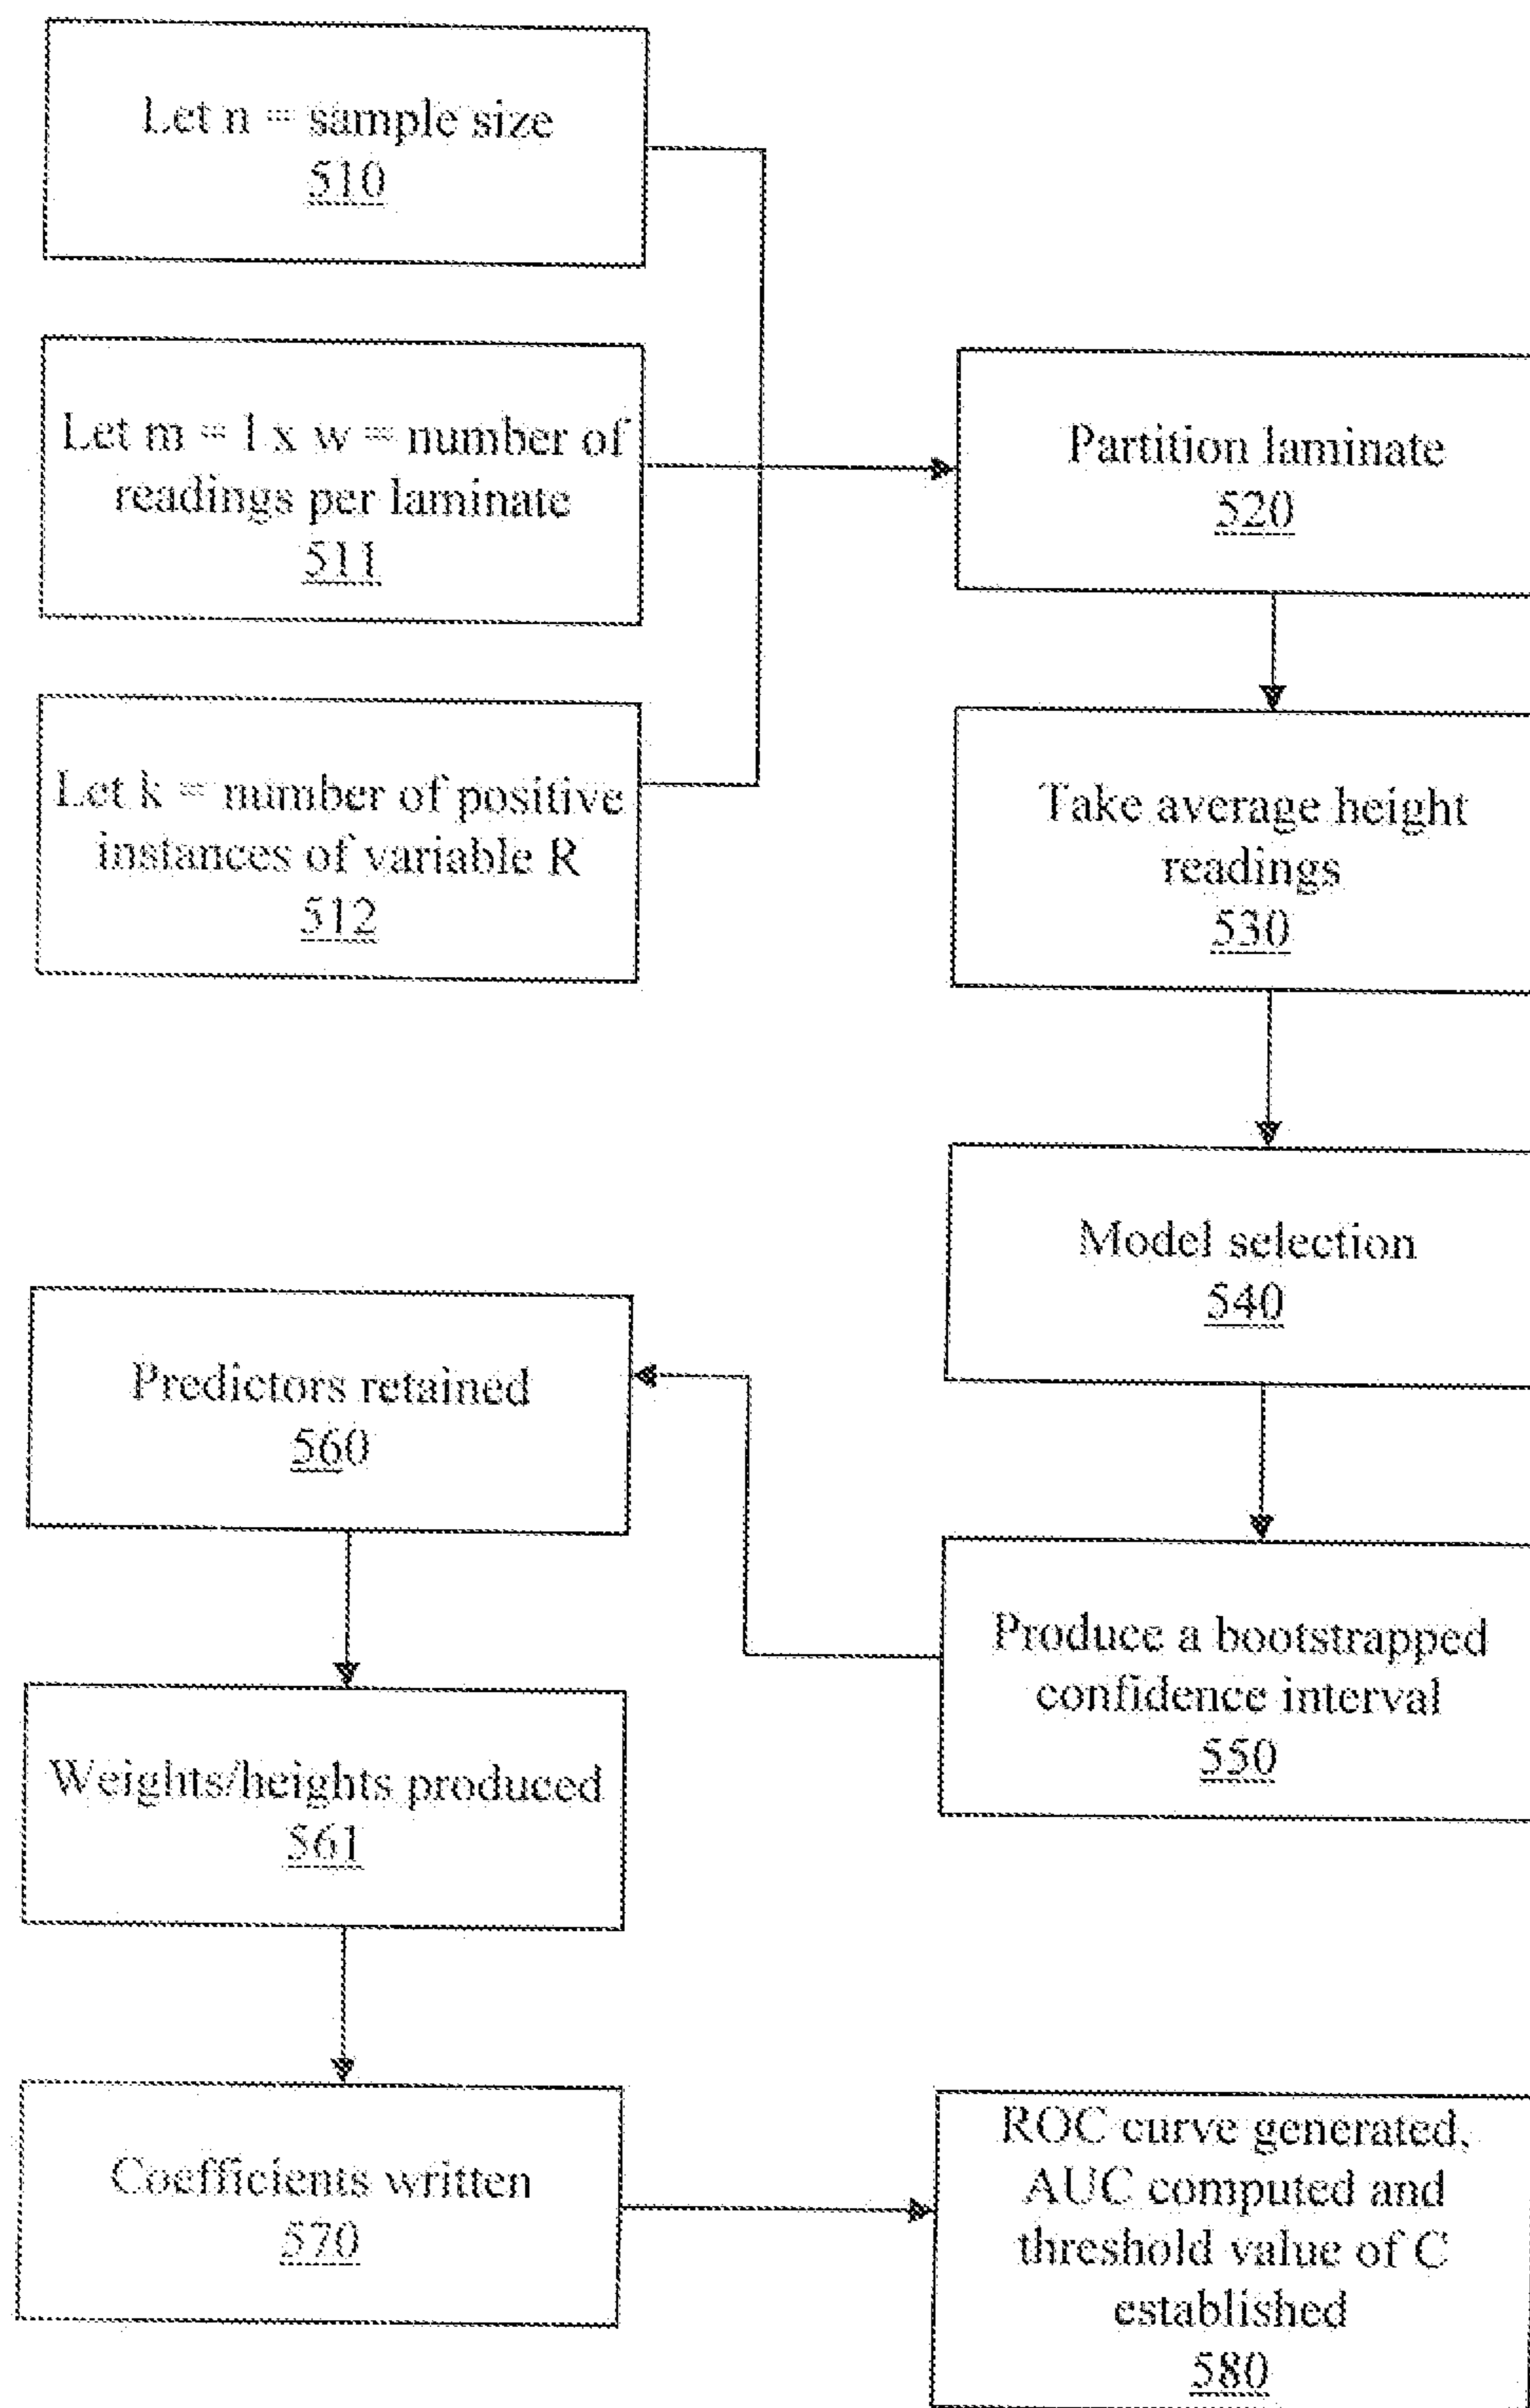 Let n = sample size
510
Let m = l x w = number of
readings per laminate
511
Let k = number of positive
instances of variable R
512
Partition laminate
520
Take average height
readings
530
Model selection
540
Produce a bootstrapped
confidence interval
550
Predictors retained
560
Weights/heights produced
561
Coefficients written
570
ROC curve generated,
AUC computed and
threshold value of C
established
580